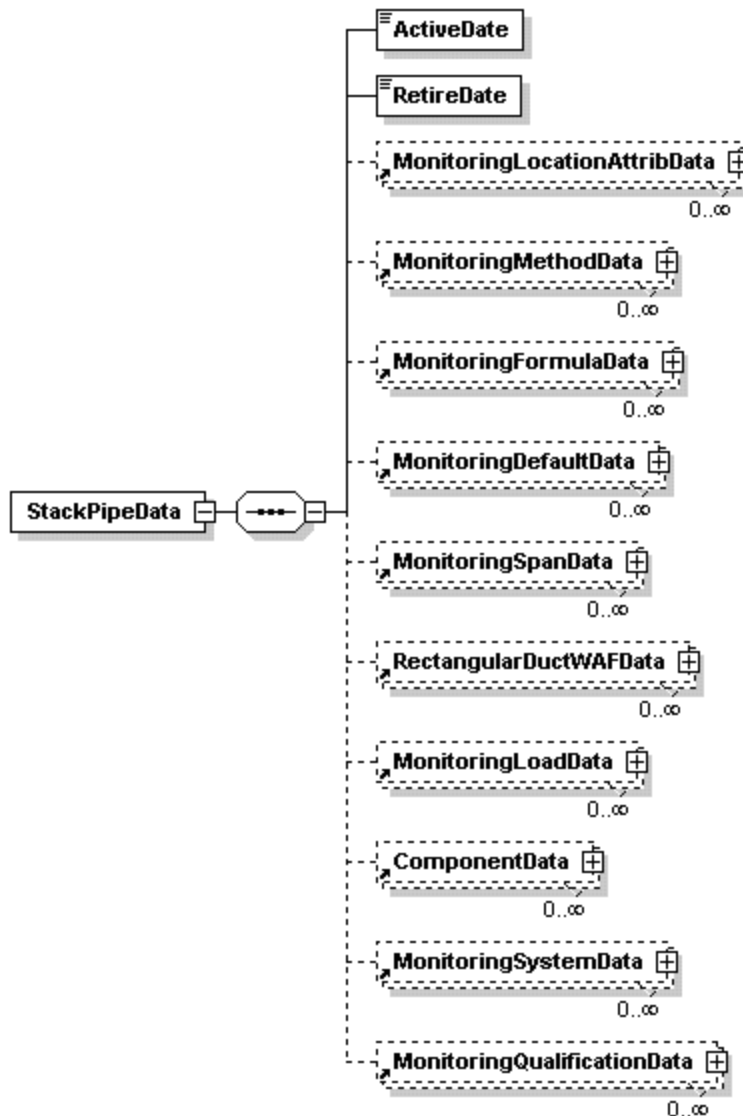 ActiveDate
RetireDate
MonitoringLocationAttribData
0..∞
MonitoringMethodData
0..∞
MonitoringFormulaData
0..∞
MonitoringDefaultData
0..∞
StackPipeData
MonitoringSpanData
0..∞
RectangularDuctWAFData
0..∞
MonitoringLoadData
0..∞
ComponentData
0..∞
MonitoringSystemData
0..∞
MonitoringQualificationData
0..∞